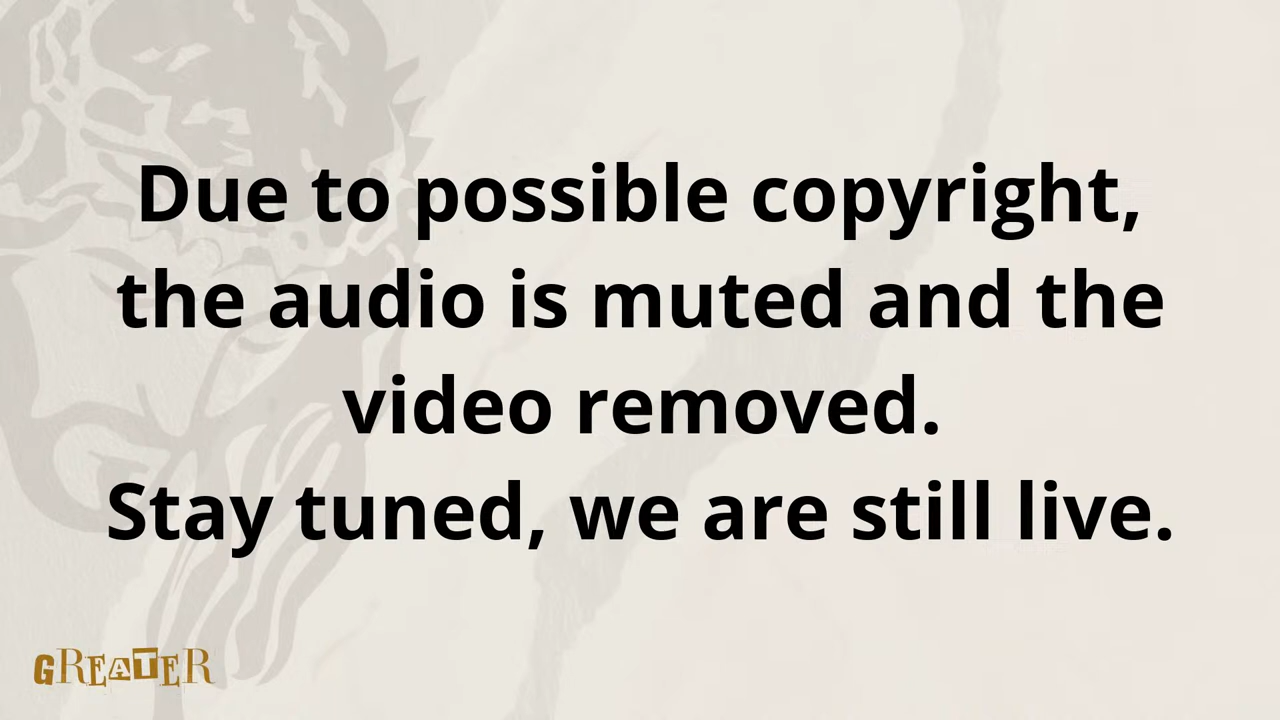 Due to possible copyright,
the audio is muted and the
video removed.
Stay tuned, we are still live.
GREATER